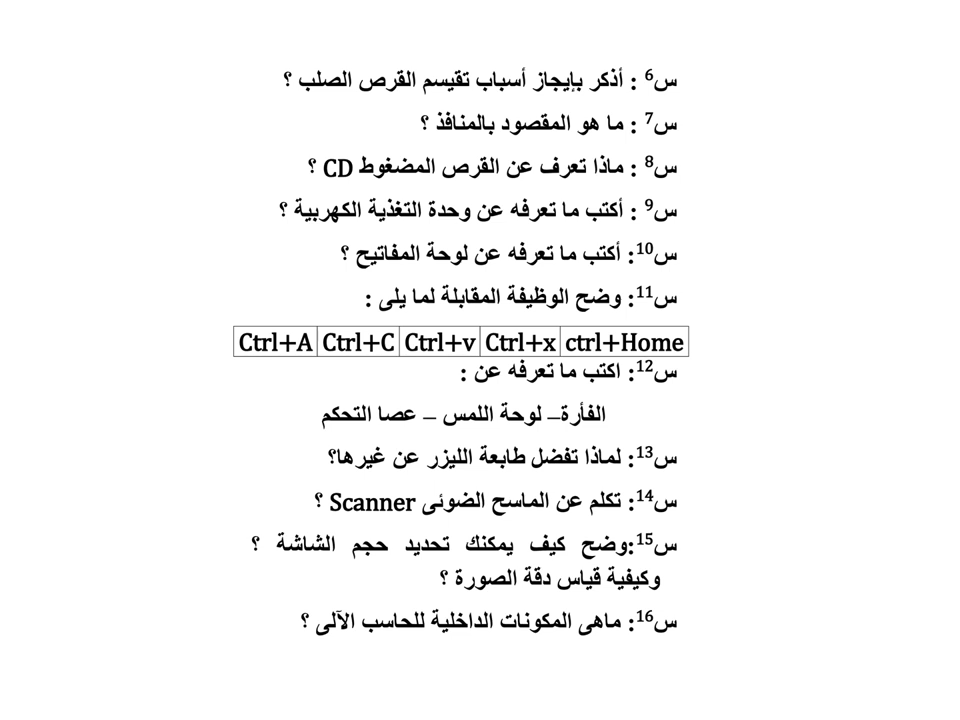 س6 : أذكر بإيجاز أسباب تقيسم القرص الصلب ؟
س7 : ما هو المقصود بالمنافذ ؟
س8 : ماذا تعرف عن القرص المضغوط CD ؟
س9 : أكتب ما تعرفه عن وحدة التغذية الكهربية ؟
س10: أكتب ما تعرفه عن لوحة المفاتيح ؟
س11: وضح الوظيفة المقابلة لما يلى :
Ctrl+A Ctrl+C Ctrl+v Ctrl+x ctrl+Home
س12: اكتب ما تعرفه عن :
الفأرة– لوحة اللمس – عصا التحكم
س13: لماذا تفضل طابعة الليزر عن غيرها؟
س14: تكلم عن الماسح الضوئى Scanner ؟
س15:وضح كيف يمكنك تحديد حجم الشاشة ؟
وكيفية قياس دقة الصورة ؟
س16: ماهى المكونات الداخلية للحاسب الآلى ؟